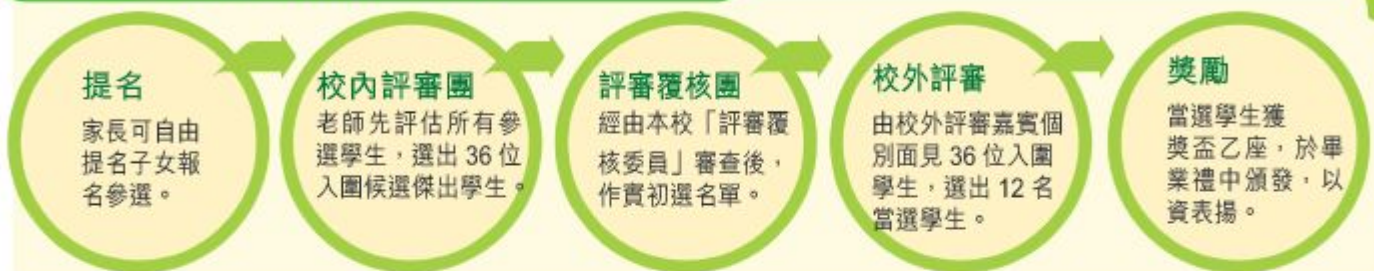 提名
家長可自由
提名子女報
名參選。
校內評審團
老師先評估所有參
選學生，選出 36 位
入圍候選傑出學生。
評審覆核團
經由本校「評審覆
核委員」審查後，
作實初選名單。
校外評審
由校外評審嘉賓個
別面見 36 位入圍
學生，選出 12 名
當選學生。
獎勵
當選學生獲
獎盃乙座，於畢
業禮中頒發，以
資表揚。